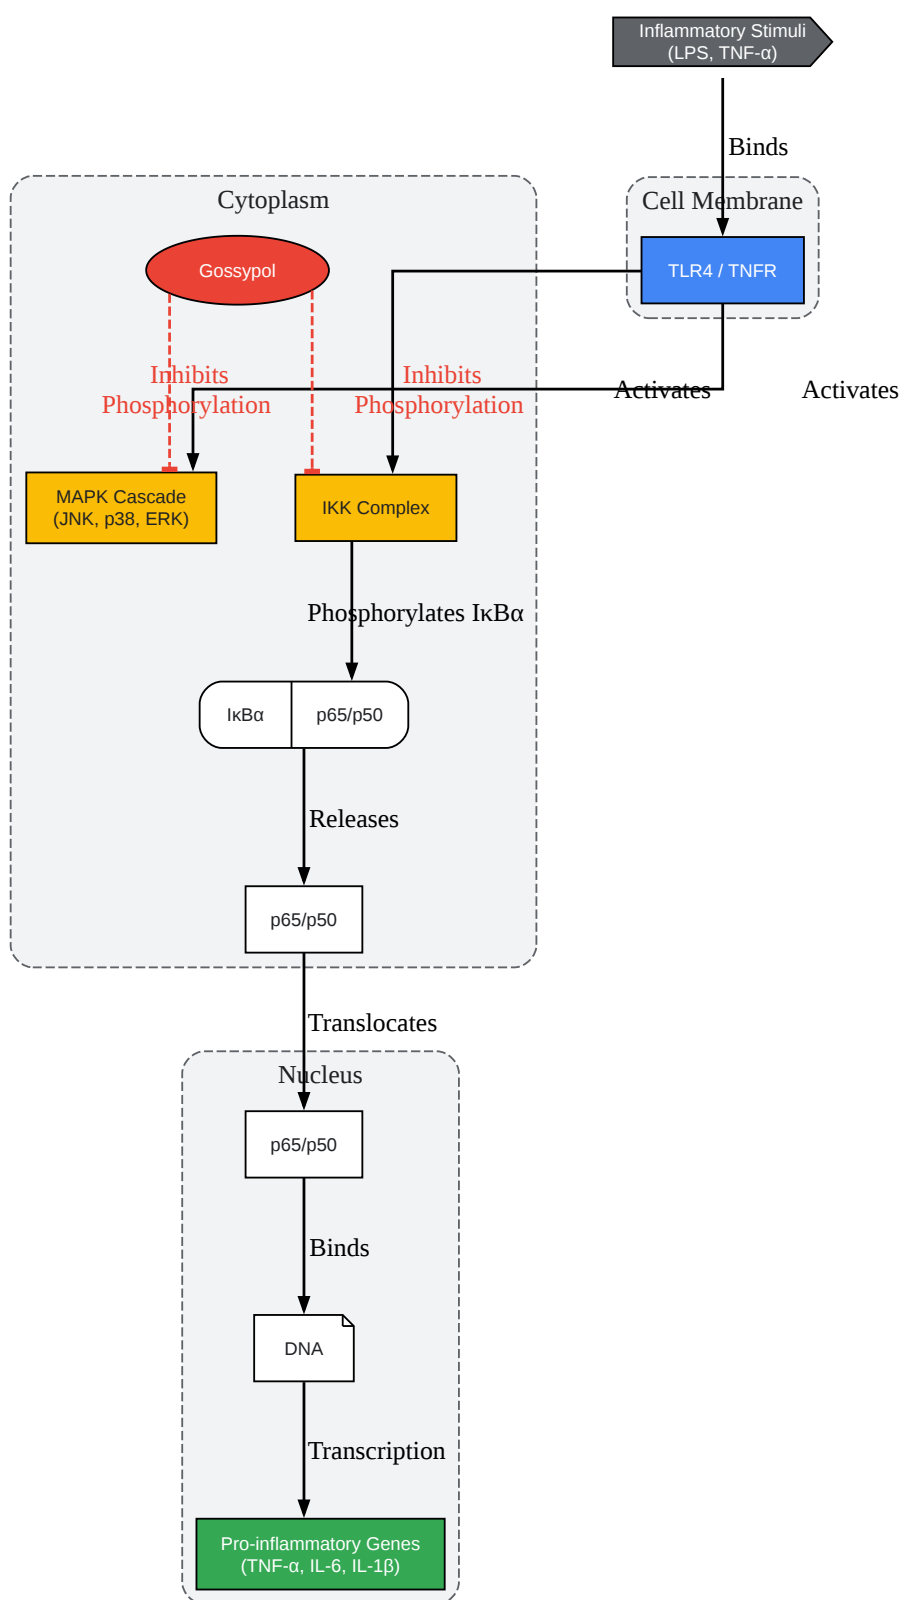 Inflammatory Stimuli
(LPS, TNF-α)
Binds
Cytoplasm
Cell Membrane
Gossypol
TLR4 / TNFR
Inhibits
Phosphorylation
Inhibits
Phosphorylation
Activates
Activates
MAPK Cascade
(JNK, p38, ERK)
IKK Complex
Phosphorylates IκBα
IκBα
p65/p50
Releases
p65/p50
Translocates
Nucleus
p65/p50
Binds
DNA
Transcription
Pro-inflammatory Genes
(TNF-α, IL-6, IL-1β)